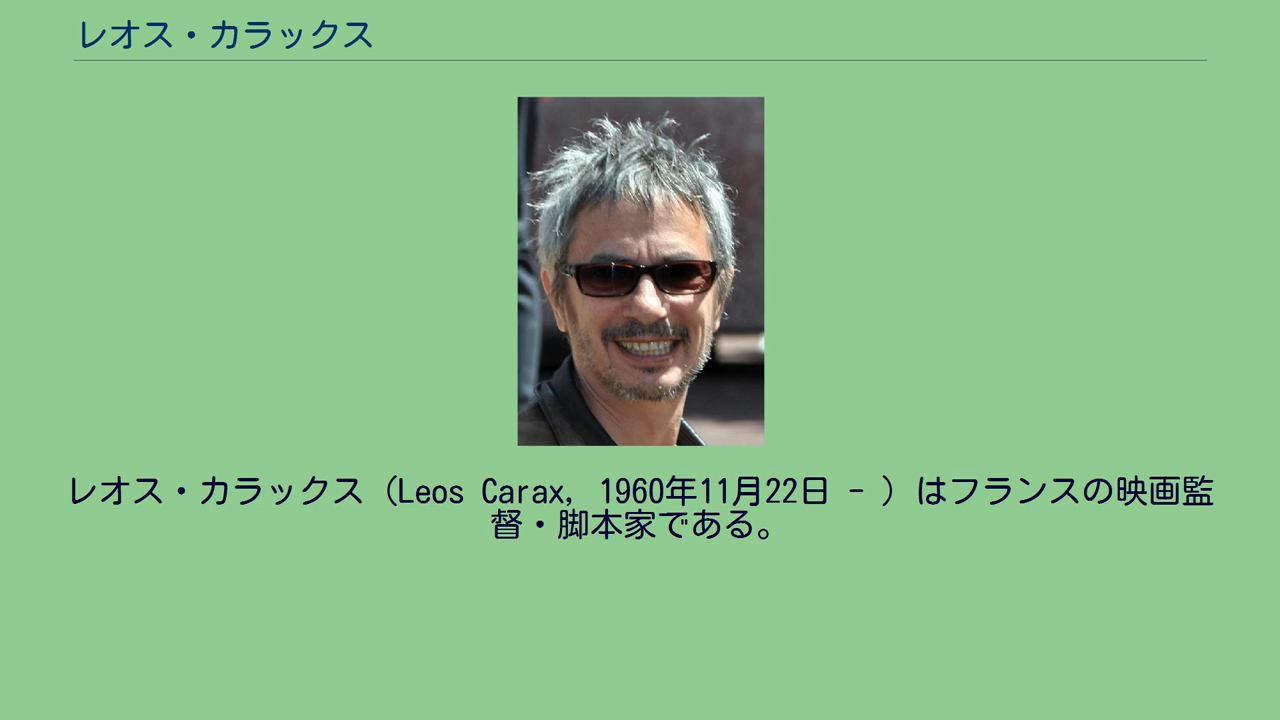 レオス・カラックス
レオス・カラックス（Leos Carax, 1960年11月22日 - ）はフランスの映画監
督・脚本家である。